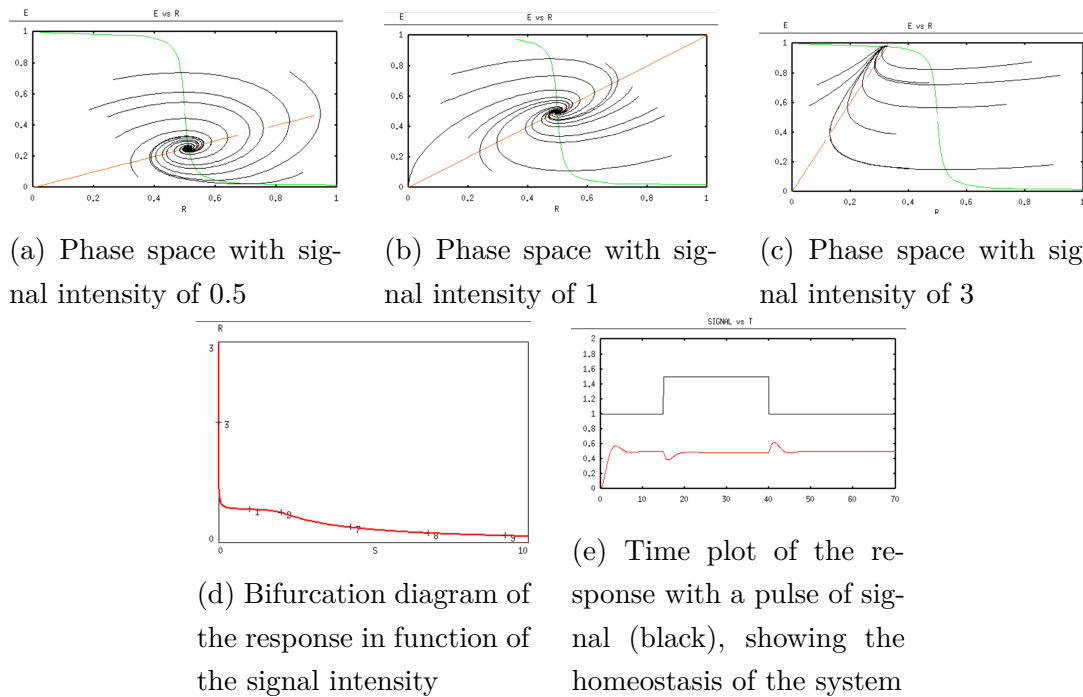 E E vs R
1
0.8
0.6
0.4
0.2
0
0 0.2 0.4 0.6 0.8 1
R
(a) Phase space with sig-
nal intensity of 0.5
E E vs R
1
0.8
0.6
0.4
0.2
0
0 0.2 0.4 0.6 0.8 1
R
(b) Phase space with sig-
nal intensity of 1
E E vs R
1
0.8
0.6
0.4
0.2
0
0 0.2 0.4 0.6 0.8 1
R
(c) Phase space with sig-
nal intensity of 3
R
3
3
1 2 7 8 9
0
0 S 10
(d) Bifurcation diagram of
the response in function of
the signal intensity
SIGNAL vs T
2
1.8
1.6
1.4
1.2
1
0.8
0.6
0.4
0.2
0
0 10 20 30 40 50 60 70
(e) Time plot of the re-
sponse with a pulse of sig-
nal (black), showing the
homeostasis of the system